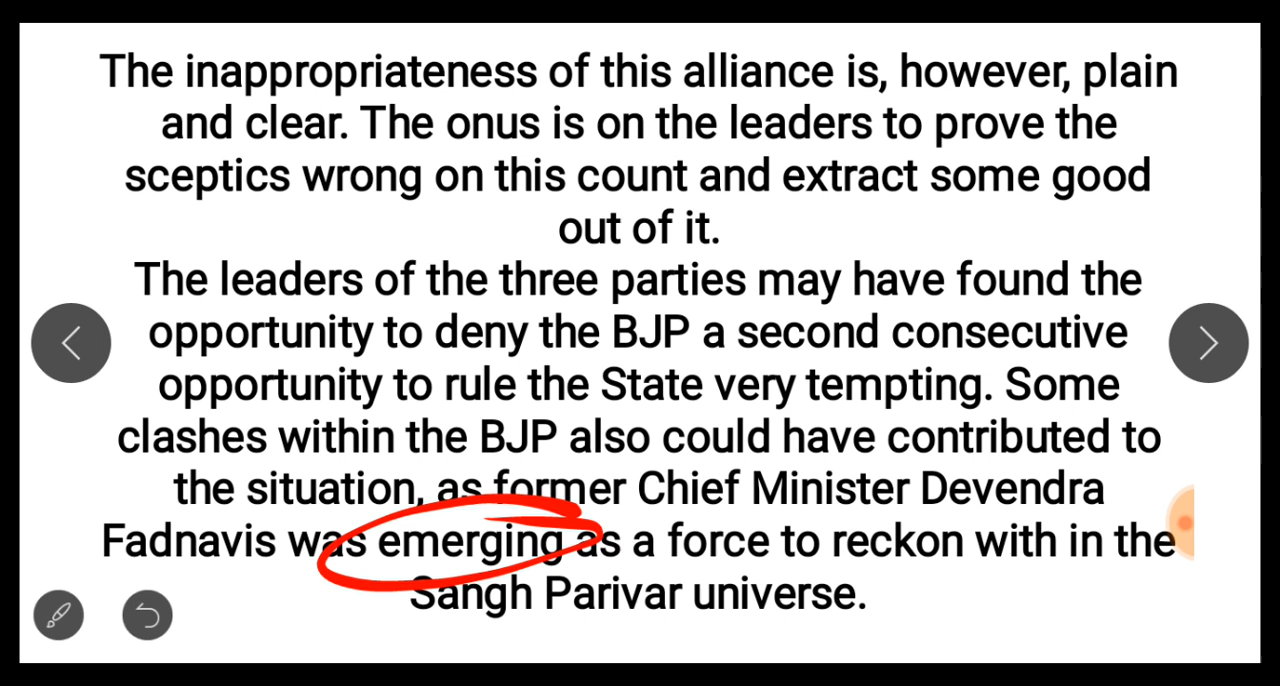 The inappropriateness of this alliance is, however, plain
and clear. The onus is on the leaders to prove the
sceptics wrong on this count and extract some good
out of it.
The leaders of the three parties may have found the
opportunity to deny the BJP a second consecutive
opportunity to rule the State very tempting. Some
clashes within the BJP also could have contributed to
the situation, as former Chief Minister Devendra
Fadnavis was emerging as a force to reckon with in the
Sangh Parivar universe.